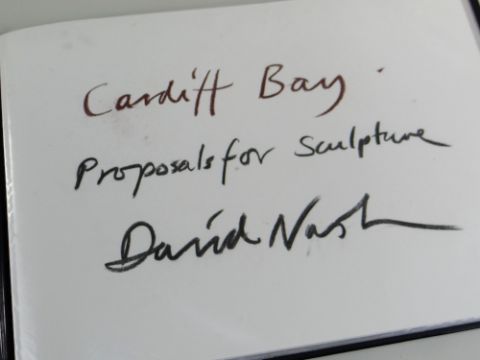 Cardiff Bay.
Proposals for Sculpture
David Nash